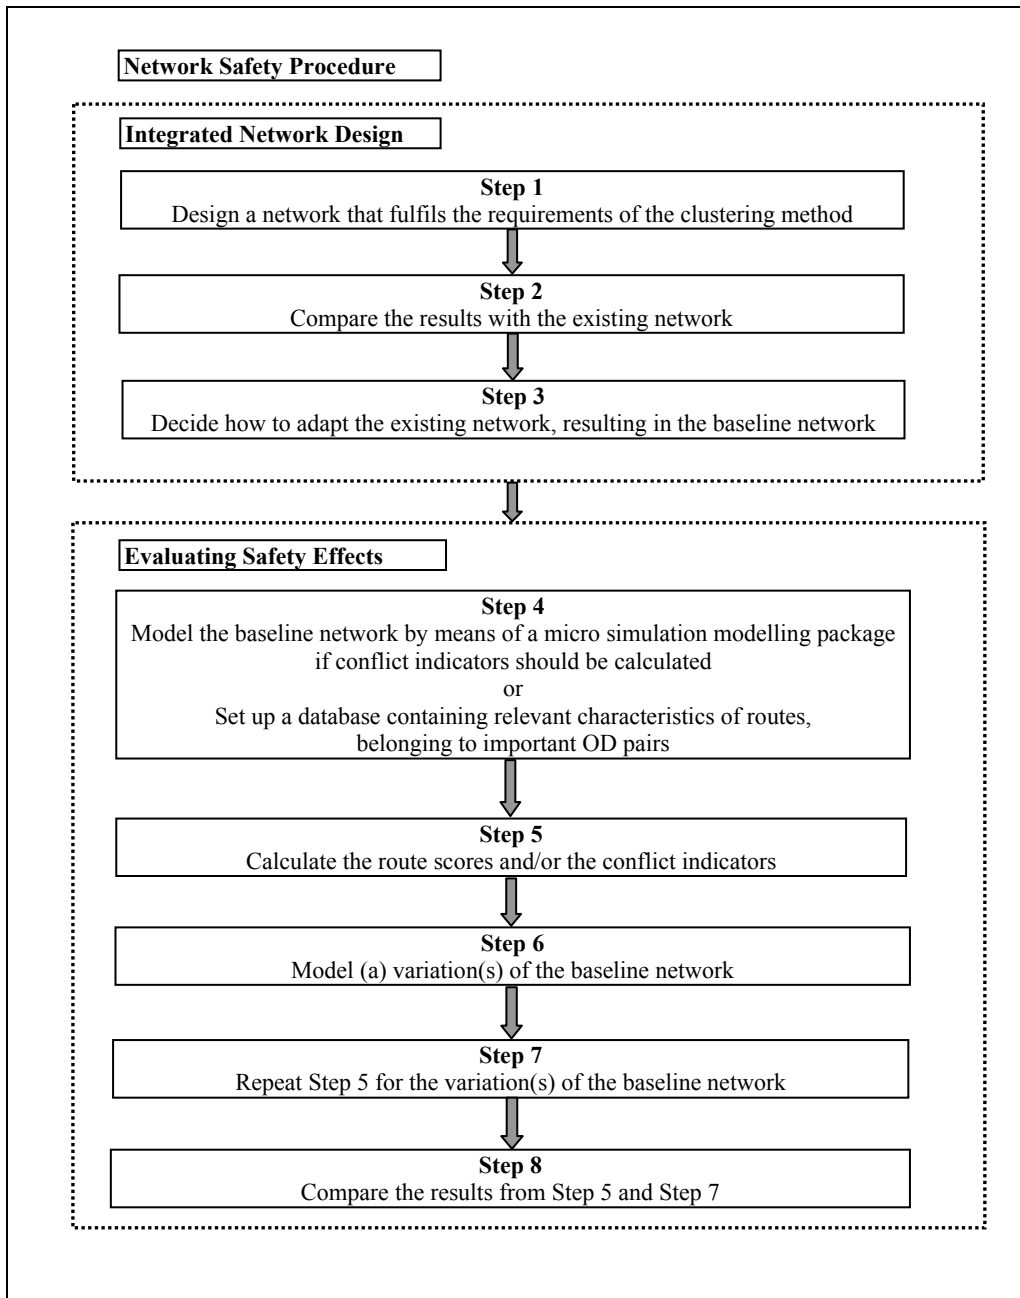 Network Safety Procedure
Integrated Network Design
Step 1
Design a network that fulfils the requirements of the clustering method
Step 2
Compare the results with the existing network
Step 3
Decide how to adapt the existing network, resulting in the baseline network
Evaluating Safety Effects
Step 4
Model the baseline network by means of a micro simulation modelling package
if conflict indicators should be calculated
or
Set up a database containing relevant characteristics of routes,
belonging to important OD pairs
Step 5
Calculate the route scores and/or the conflict indicators
Step 6
Model (a) variation(s) of the baseline network
Step 7
Repeat Step 5 for the variation(s) of the baseline network
Step 8
Compare the results from Step 5 and Step 7